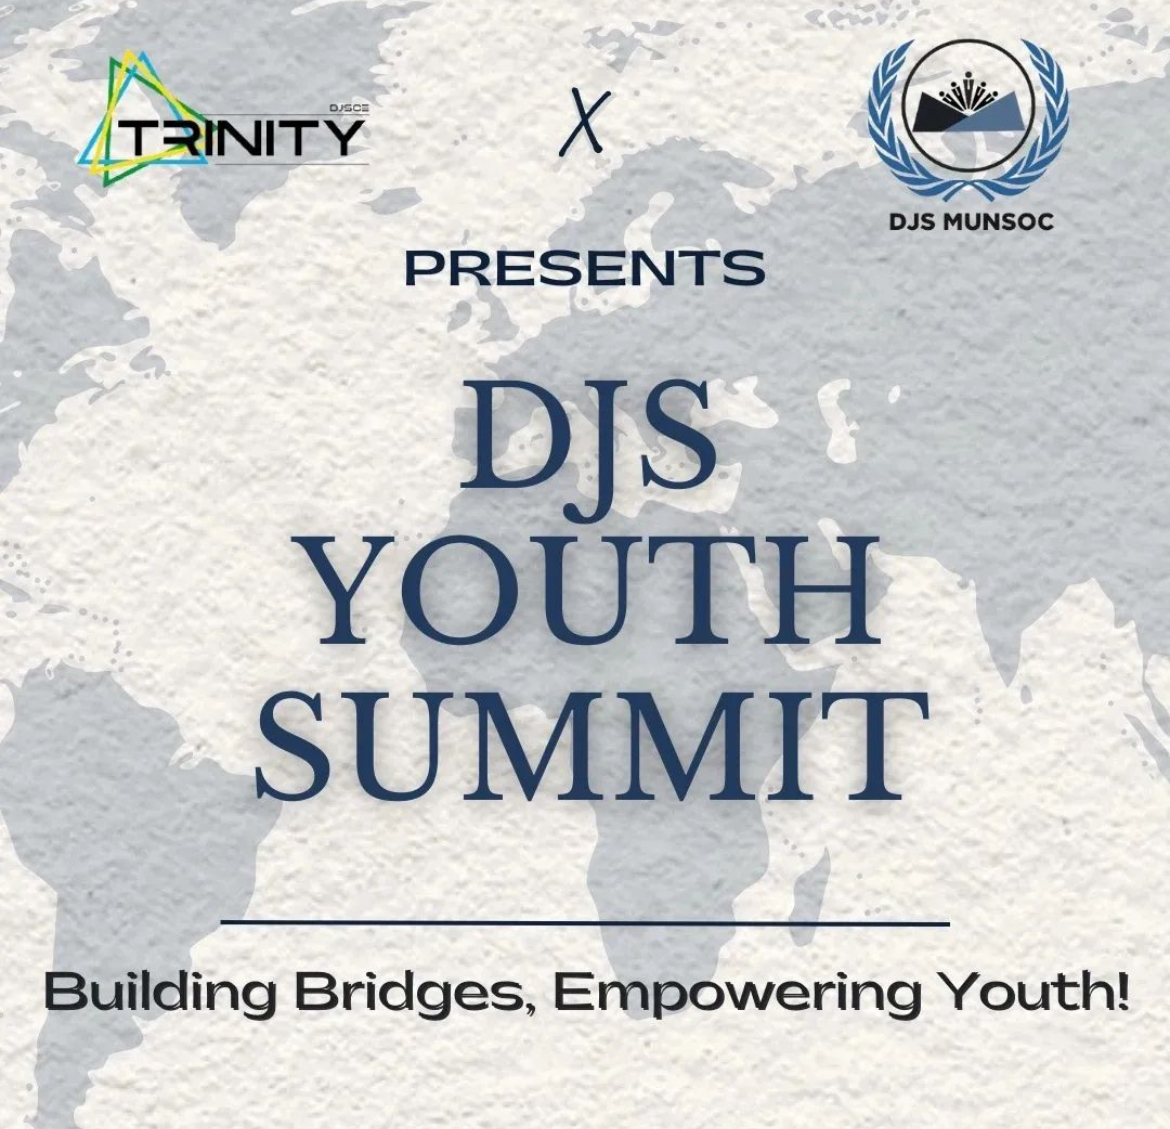 DJSCE
TRINITY
X
DJS MUNSOC
PRESENTS
DJS
YOUTH
SUMMIT
Building Bridges, Empowering Youth!